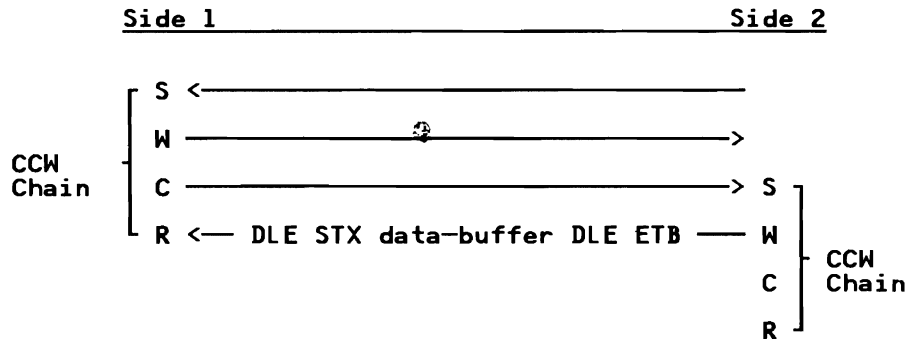 Side 1 Side 2
S <
W >
CCW
Chain
C > S
R < DLE STX data-buffer DLE ETB W
CCW
Chain
C
R